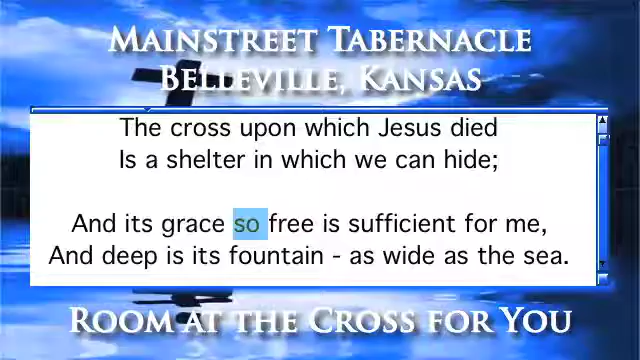 MAINSTREET TABERNACLE
BELLEVILLE, KANSAS
The cross upon which Jesus died
Is a shelter in which we can hide;
And its grace so free is sufficient for me,
And deep is its fountain - as wide as the sea.
ROOM AT THE CROSS FOR YOU